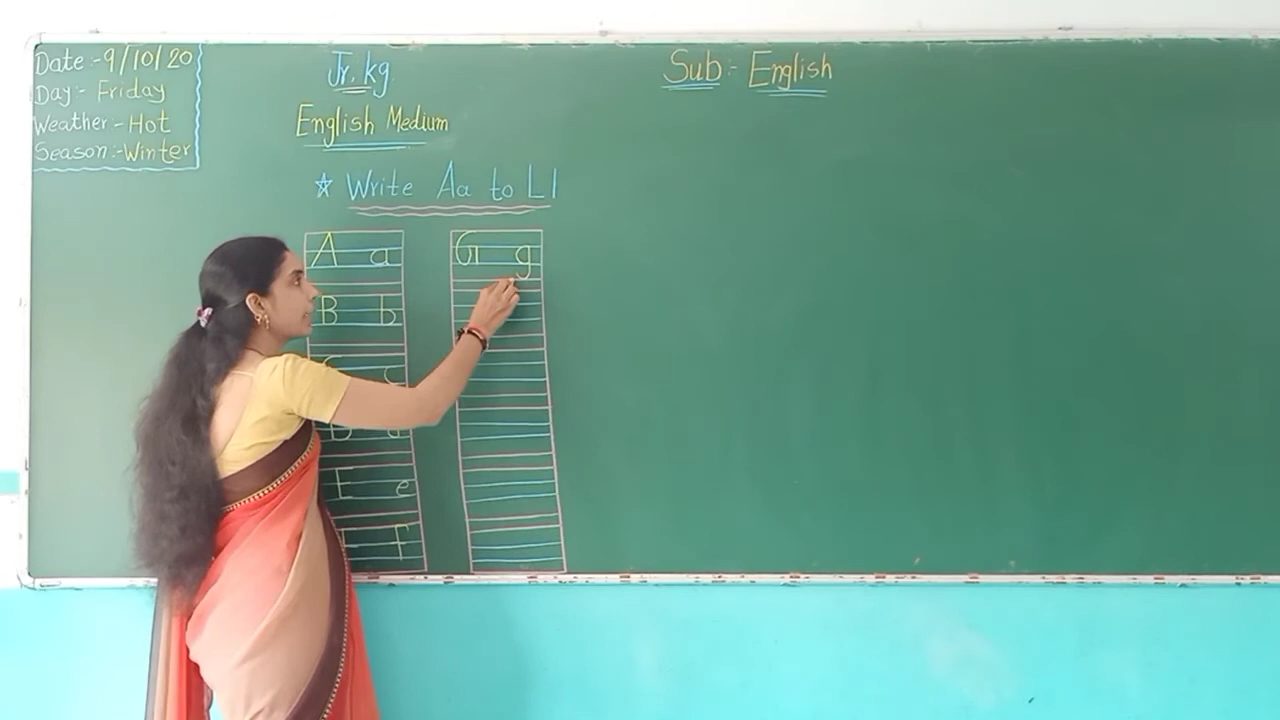 Date :- 9/10/20
Day:- Friday
Weather - Hot
Season:- Winter
Jr. kg.
English Medium
Sub:- English
☆ Write Aa to Ll
A a
B b
c
D d
E e
F f
G g